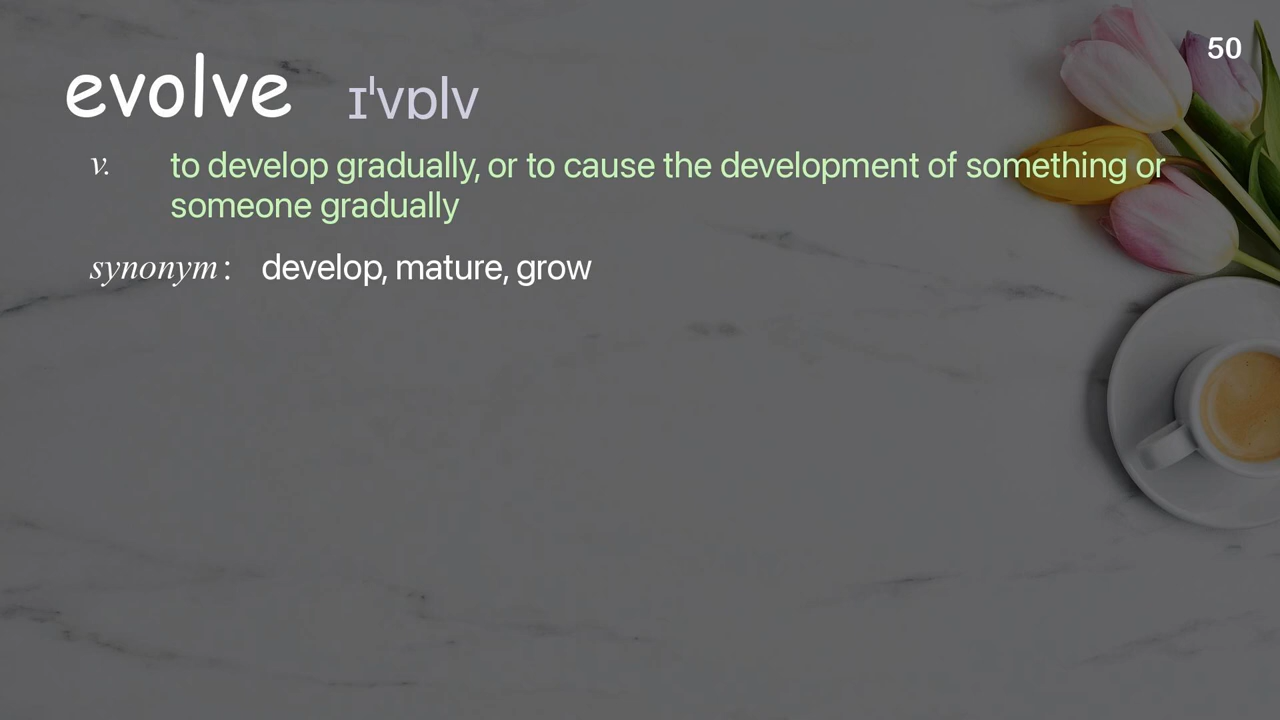 50
evolve ɪˈvɒlv
v. to develop gradually, or to cause the development of something or
someone gradually
synonym: develop, mature, grow